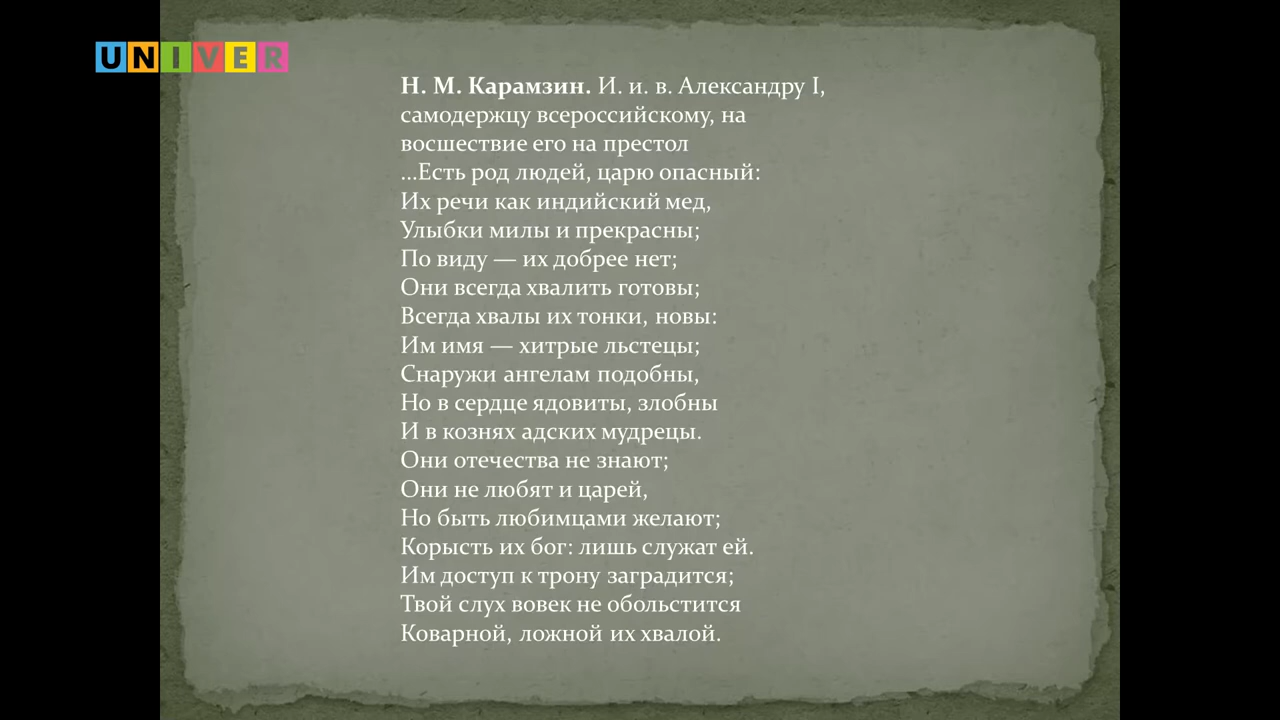 UNIVER
Н. М. Карамзин. И. и. в. Александру I,
самодержцу всероссийскому, на
восшествие его на престол
...Есть род людей, царю опасный:
Их речи как индийский мед,
Улыбки милы и прекрасны;
По виду — их добрее нет;
Они всегда хвалить готовы;
Всегда хвалы их тонки, новы:
Им имя — хитрые льстецы;
Снаружи ангелам подобны,
Но в сердце ядовиты, злобны
И в кознях адских мудрецы.
Они отечества не знают;
Они не любят и царей,
Но быть любимцами желают;
Корысть их бог: лишь служат ей.
Им доступ к трону заградится;
Твой слух вовек не обольстится
Коварной, ложной их хвалой.